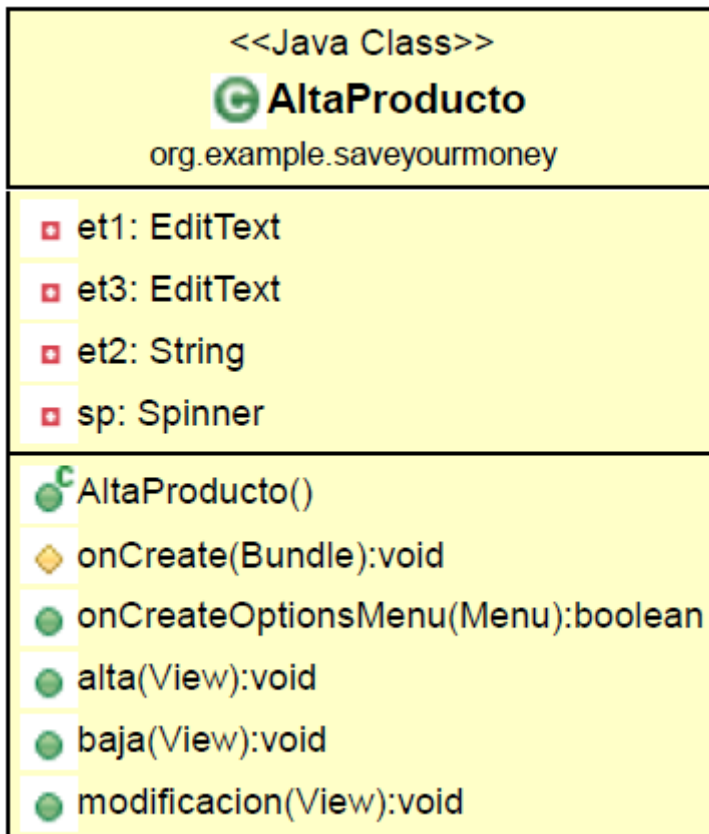 <<Java Class>>
C AltaProducto
org.example.saveyourmoney
et1: EditText
et3: EditText
et2: String
sp: Spinner
C AltaProducto()
onCreate(Bundle):void
onCreateOptionsMenu(Menu):boolean
alta(View):void
baja(View):void
modificacion(View):void